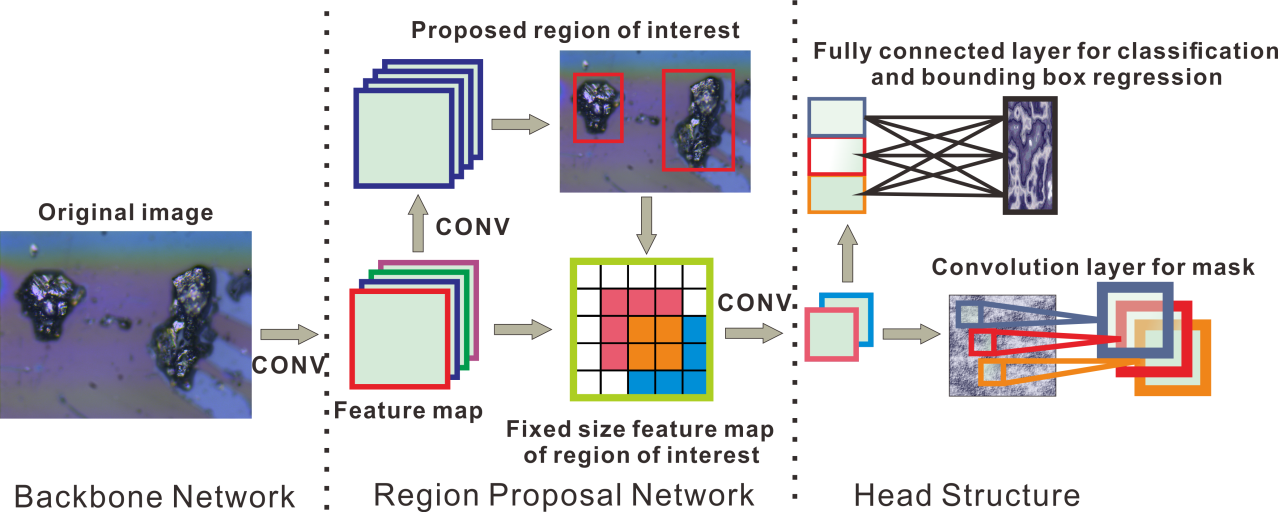 Original image
CONV
Backbone Network
Proposed region of interest
CONV
Feature map
Fixed size feature map
of region of interest
CONV
Region Proposal Network
Fully connected layer for classification
and bounding box regression
Convolution layer for mask
Head Structure